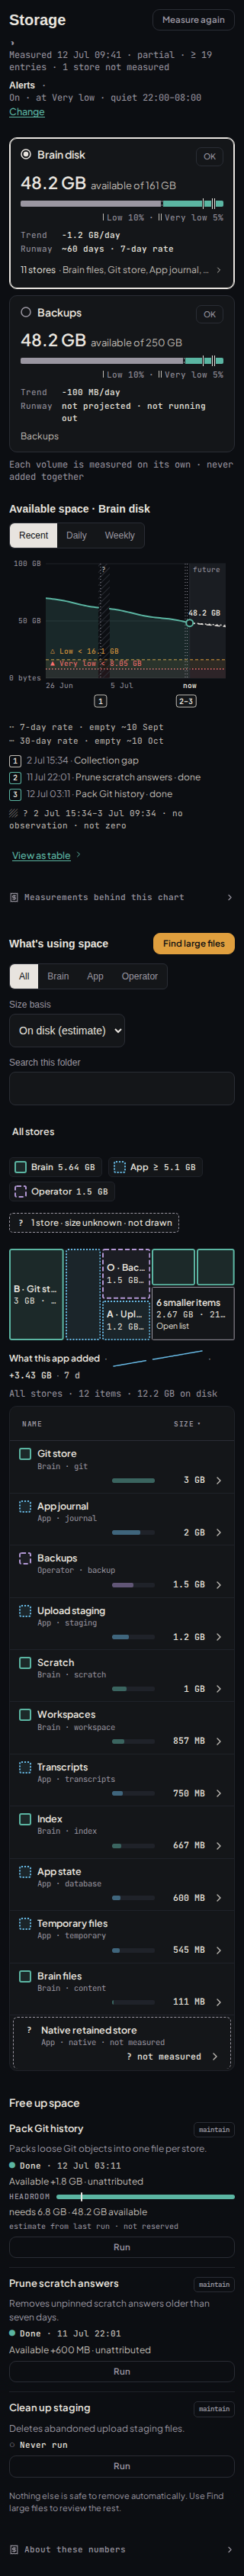 Storage
Measure again
Measured 12 Jul 09:41 · partial · ≥ 19
entries · 1 store not measured
Alerts ·
On · at Very low · quiet 22:00–08:00
Change
Brain disk
OK
48.2 GB available of 161 GB
Low 10% · Very low 5%
Trend -1.2 GB/day
Runway ~60 days · 7-day rate
11 stores · Brain files, Git store, App journal, …
Backups
OK
48.2 GB available of 250 GB
Low 10% · Very low 5%
Trend -100 MB/day
Runway not projected · not running
out
Backups
Each volume is measured on its own · never
added together
Available space · Brain disk
Recent Daily Weekly
100 GB
? future
50 GB
48.2 GB
△ Low < 16.1 GB
▲ Very low < 8.05 GB
0 bytes
26 Jun 5 Jul now
1 2–3
7-day rate · empty ~10 Sept
30-day rate · empty ~10 Oct
1 2 Jul 15:34 · Collection gap
2 11 Jul 22:01 · Prune scratch answers · done
3 12 Jul 03:11 · Pack Git history · done
? 2 Jul 15:34–3 Jul 09:34 · no
observation · not zero
View as table
Measurements behind this chart
What's using space
Find large files
All Brain App Operator
Size basis
On disk (estimate)
Search this folder
All stores
Brain 5.64 GB
App ≥ 5.1 GB
Operator 1.5 GB
? 1 store · size unknown · not drawn
B · Git st…
3 GB · …
O · Bac…
1.5 GB…
A · Upl…
1.2 GB…
6 smaller items
2.67 GB · 21…
Open list
What this app added ·
+3.43 GB · 7 d
All stores · 12 items · 12.2 GB on disk
NAME SIZE
Git store
Brain · git
3 GB
App journal
App · journal
2 GB
Backups
Operator · backup
1.5 GB
Upload staging
App · staging
1.2 GB
Scratch
Brain · scratch
1 GB
Workspaces
Brain · workspace
857 MB
Transcripts
App · transcripts
750 MB
Index
Brain · index
667 MB
App state
App · database
600 MB
Temporary files
App · temporary
545 MB
Brain files
Brain · content
111 MB
? Native retained store
App · native · not measured
? not measured
Free up space
Pack Git history
maintain
Packs loose Git objects into one file per store.
Done · 12 Jul 03:11
Available +1.8 GB · unattributed
HEADROOM
needs 6.8 GB · 48.2 GB available
estimate from last run · not reserved
Run
Prune scratch answers
maintain
Removes unpinned scratch answers older than
seven days.
Done · 11 Jul 22:01
Available +600 MB · unattributed
Run
Clean up staging
maintain
Deletes abandoned upload staging files.
Never run
Run
Nothing else is safe to remove automatically. Use Find
large files to review the rest.
About these numbers